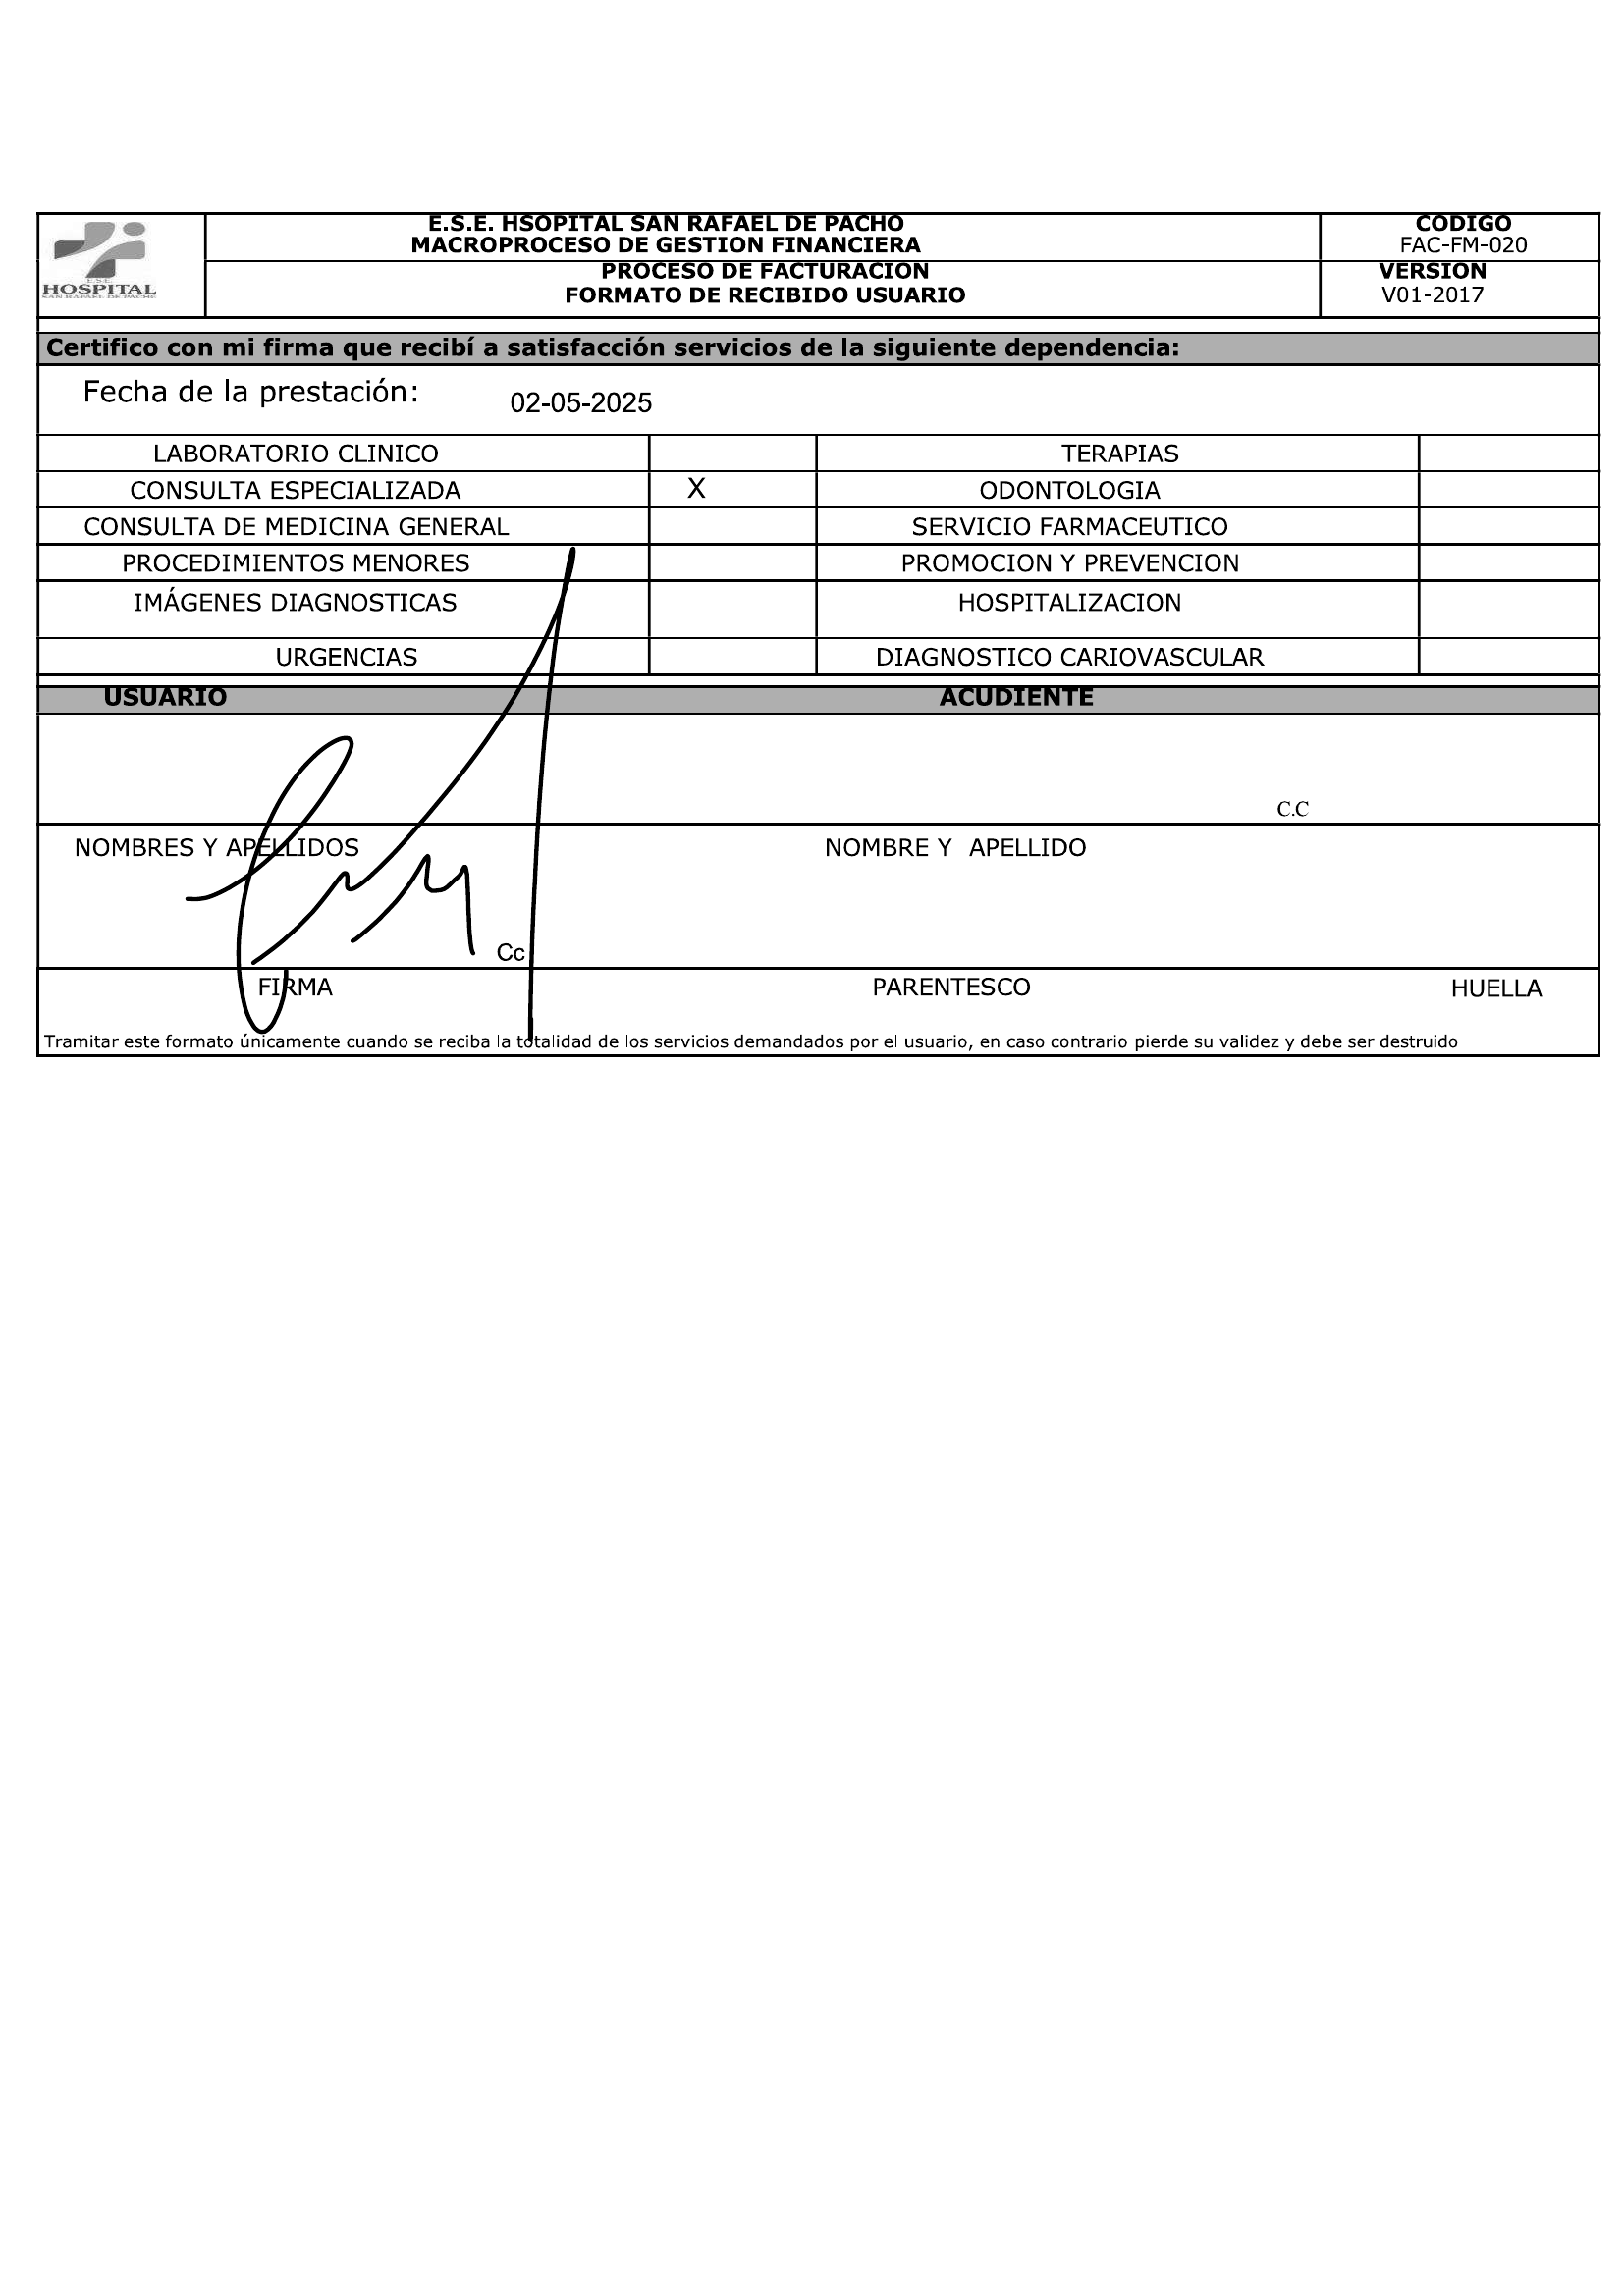 E.S.E. HSOPITAL SAN RAFAEL DE PACHO
MACROPROCESO DE GESTION FINANCIERA
CODIGO
FAC-FM-020
E.S.E.
HOSPITAL
SAN RAFAEL DE PACHO
PROCESO DE FACTURACION
FORMATO DE RECIBIDO USUARIO
VERSION
V01-2017
Certifico con mi firma que recibí a satisfacción servicios de la siguiente dependencia:
Fecha de la prestación: 02-05-2025
LABORATORIO CLINICO TERAPIAS
CONSULTA ESPECIALIZADA X ODONTOLOGIA
CONSULTA DE MEDICINA GENERAL SERVICIO FARMACEUTICO
PROCEDIMIENTOS MENORES PROMOCION Y PREVENCION
IMÁGENES DIAGNOSTICAS HOSPITALIZACION
URGENCIAS DIAGNOSTICO CARIOVASCULAR
USUARIO ACUDIENTE
C.C
NOMBRES Y APELLIDOS NOMBRE Y APELLIDO
Cc
FIRMA PARENTESCO HUELLA
Tramitar este formato únicamente cuando se reciba la totalidad de los servicios demandados por el usuario, en caso contrario pierde su validez y debe ser destruido